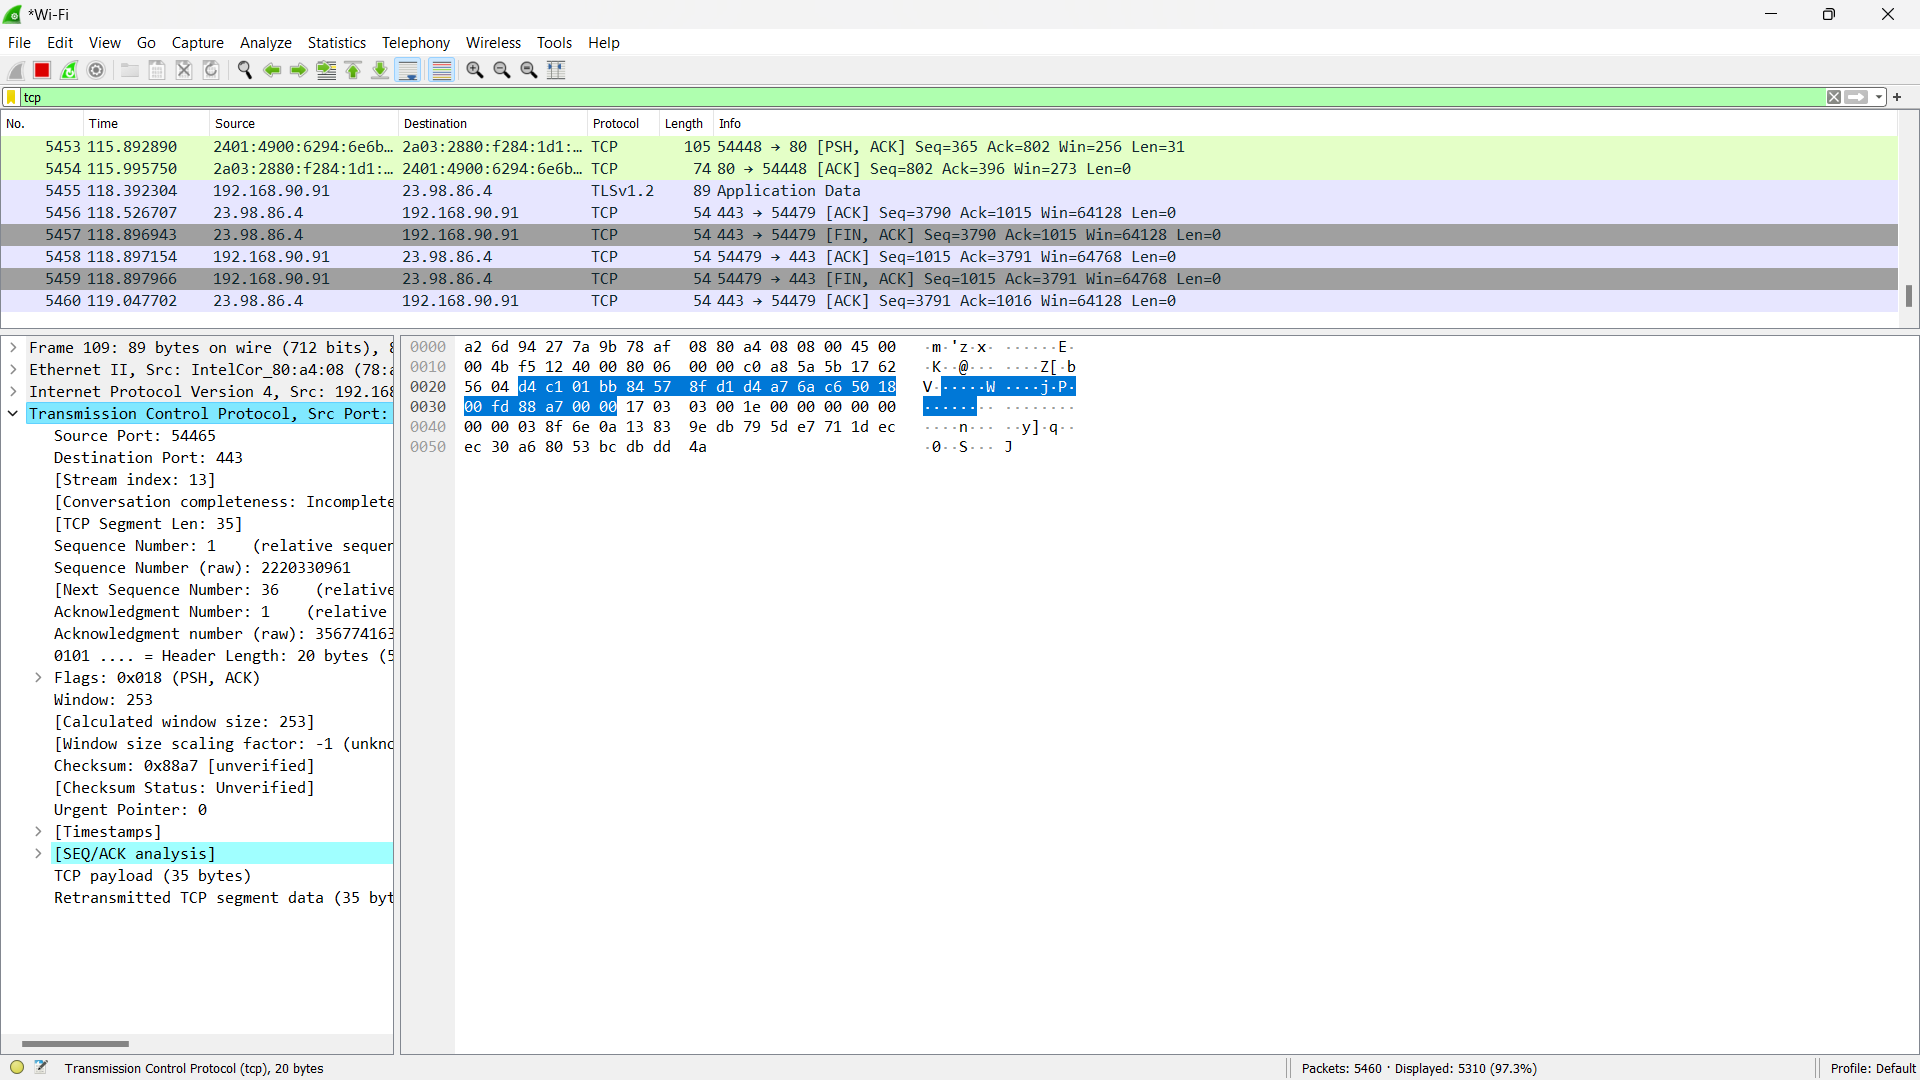 *Wi-Fi
File Edit View Go Capture Analyze Statistics Telephony Wireless Tools Help
tcp
No. Time Source Destination Protocol Length Info
5453 115.892890 2401:4900:6294:6e6b… 2a03:2880:f284:1d1:… TCP 105 54448 → 80 [PSH, ACK] Seq=365 Ack=802 Win=256 Len=31
5454 115.995750 2a03:2880:f284:1d1:… 2401:4900:6294:6e6b… TCP 74 80 → 54448 [ACK] Seq=802 Ack=396 Win=273 Len=0
5455 118.392304 192.168.90.91 23.98.86.4 TLSv1.2 89 Application Data
5456 118.526707 23.98.86.4 192.168.90.91 TCP 54 443 → 54479 [ACK] Seq=3790 Ack=1015 Win=64128 Len=0
5457 118.896943 23.98.86.4 192.168.90.91 TCP 54 443 → 54479 [FIN, ACK] Seq=3790 Ack=1015 Win=64128 Len=0
5458 118.897154 192.168.90.91 23.98.86.4 TCP 54 54479 → 443 [ACK] Seq=1015 Ack=3791 Win=64768 Len=0
5459 118.897966 192.168.90.91 23.98.86.4 TCP 54 54479 → 443 [FIN, ACK] Seq=1015 Ack=3791 Win=64768 Len=0
5460 119.047702 23.98.86.4 192.168.90.91 TCP 54 443 → 54479 [ACK] Seq=3791 Ack=1016 Win=64128 Len=0
Frame 109: 89 bytes on wire (712 bits), 8
Ethernet II, Src: IntelCor_80:a4:08 (78:a
Internet Protocol Version 4, Src: 192.168
Transmission Control Protocol, Src Port:
Source Port: 54465
Destination Port: 443
[Stream index: 13]
[Conversation completeness: Incomplete
[TCP Segment Len: 35]
Sequence Number: 1 (relative sequen
Sequence Number (raw): 2220330961
[Next Sequence Number: 36 (relative
Acknowledgment Number: 1 (relative
Acknowledgment number (raw): 356774163
0101 .... = Header Length: 20 bytes (5
Flags: 0x018 (PSH, ACK)
Window: 253
[Calculated window size: 253]
[Window size scaling factor: -1 (unkno
Checksum: 0x88a7 [unverified]
[Checksum Status: Unverified]
Urgent Pointer: 0
[Timestamps]
[SEQ/ACK analysis]
TCP payload (35 bytes)
Retransmitted TCP segment data (35 byt
0000 a2 6d 94 27 7a 9b 78 af 08 80 a4 08 08 00 45 00 ·m·'z·x· ······E·
0010 00 4b f5 12 40 00 80 06 00 00 c0 a8 5a 5b 17 62 ·K··@··· ····Z[·b
0020 56 04 d4 c1 01 bb 84 57 8f d1 d4 a7 6a c6 50 18 V······W ····j·P·
0030 00 fd 88 a7 00 00 17 03 03 00 1e 00 00 00 00 00 ········ ········
0040 00 00 03 8f 6e 0a 13 83 9e db 79 5d e7 71 1d ec ····n··· ··y]·q··
0050 ec 30 a6 80 53 bc db dd 4a ·0··S··· J
Transmission Control Protocol (tcp), 20 bytes
Packets: 5460 · Displayed: 5310 (97.3%)
Profile: Default